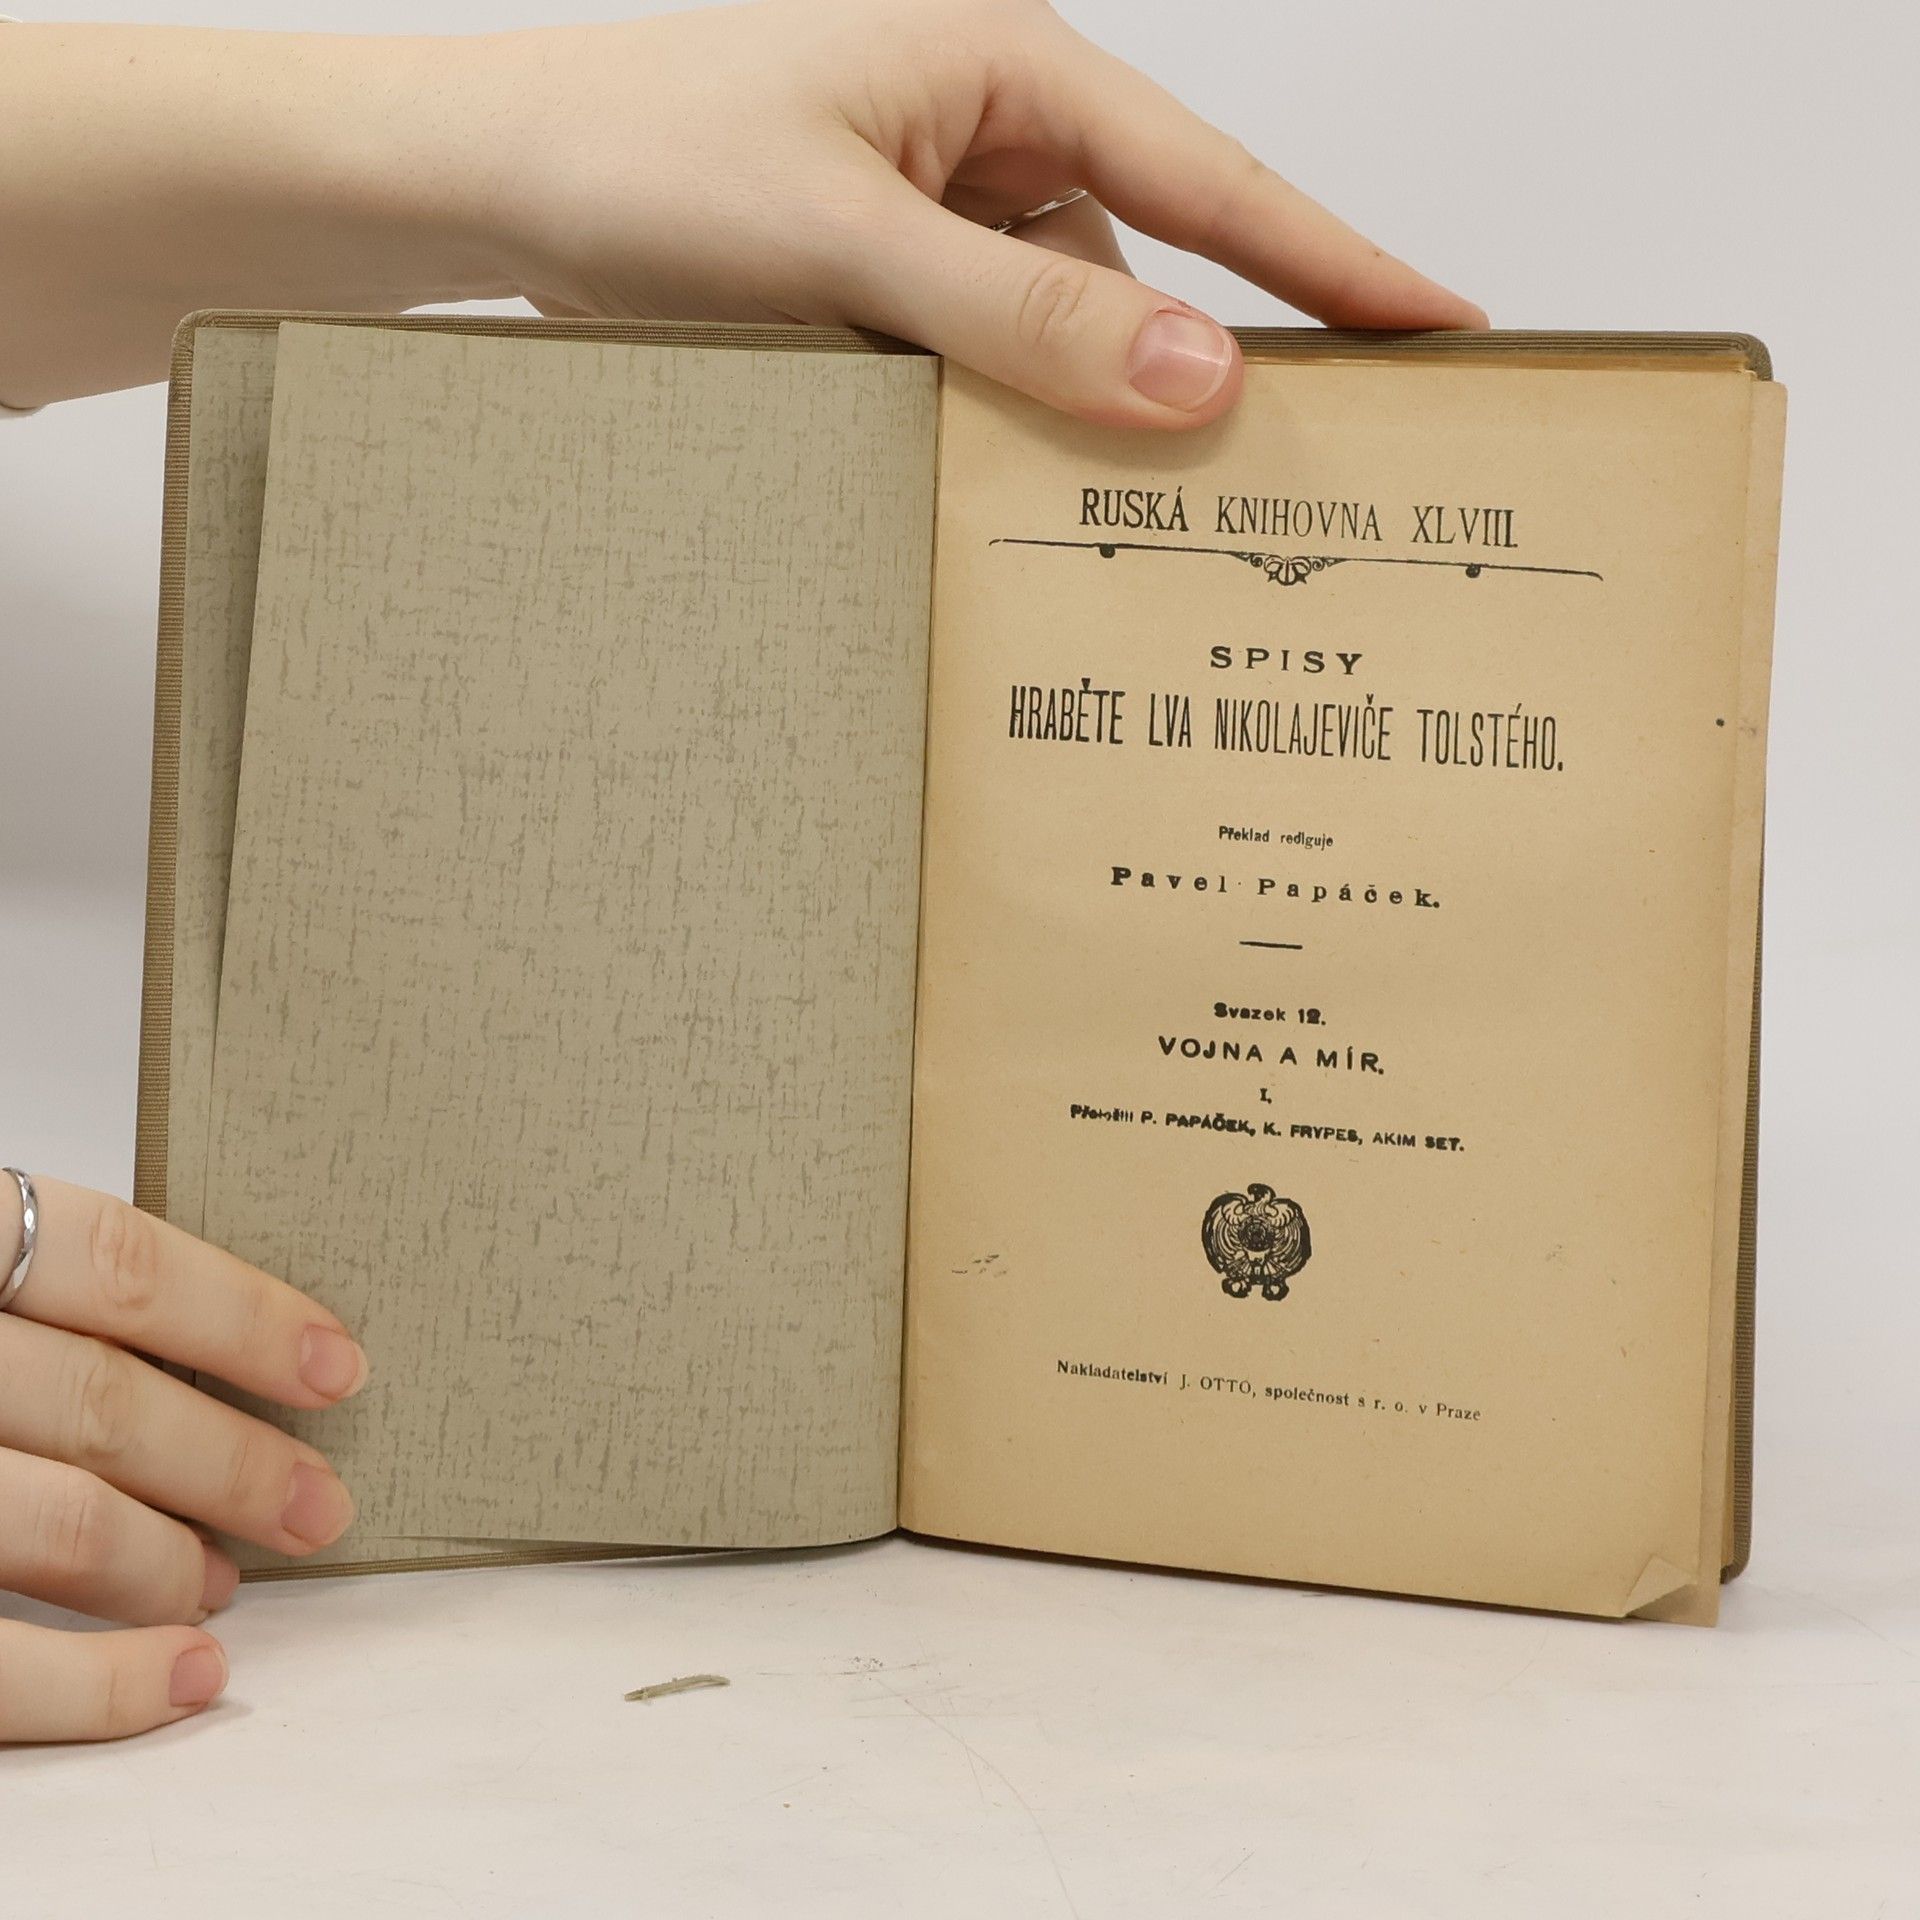 RUSKÁ KNIHOVNA XLVIII.
SPISY
HRABĚTE LVA NIKOLAJEVIČE TOLSTÉHO.
Překlad rediguje
Pavel Papáček.
Svazek 12.
VOJNA A MÍR.
I.
Přeložili P. PAPÁČEK, K. FRYPES, AKIM SET.
Nakladatelství J. OTTO, společnost s r. o. v Praze